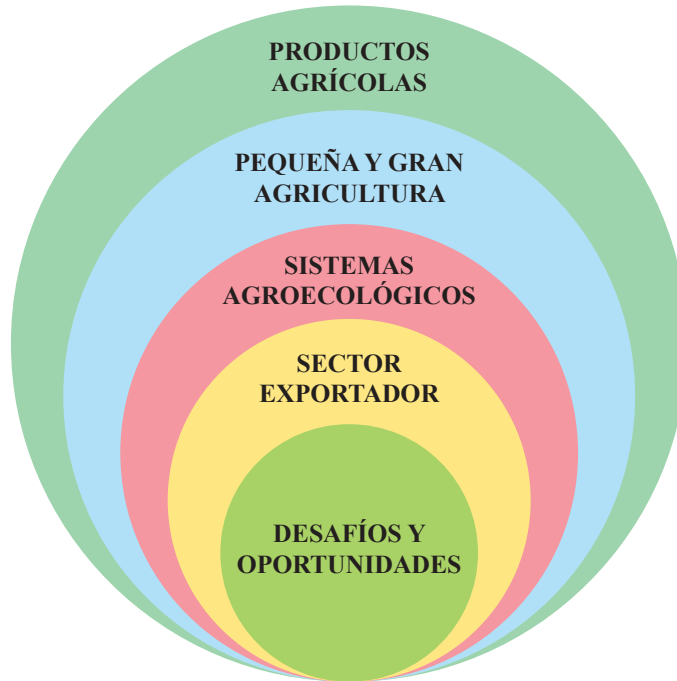 PRODUCTOS
AGRÍCOLAS
PEQUEÑA Y GRAN
AGRICULTURA
SISTEMAS
AGROECOLÓGICOS
SECTOR
EXPORTADOR
DESAFÍOS Y
OPORTUNIDADES